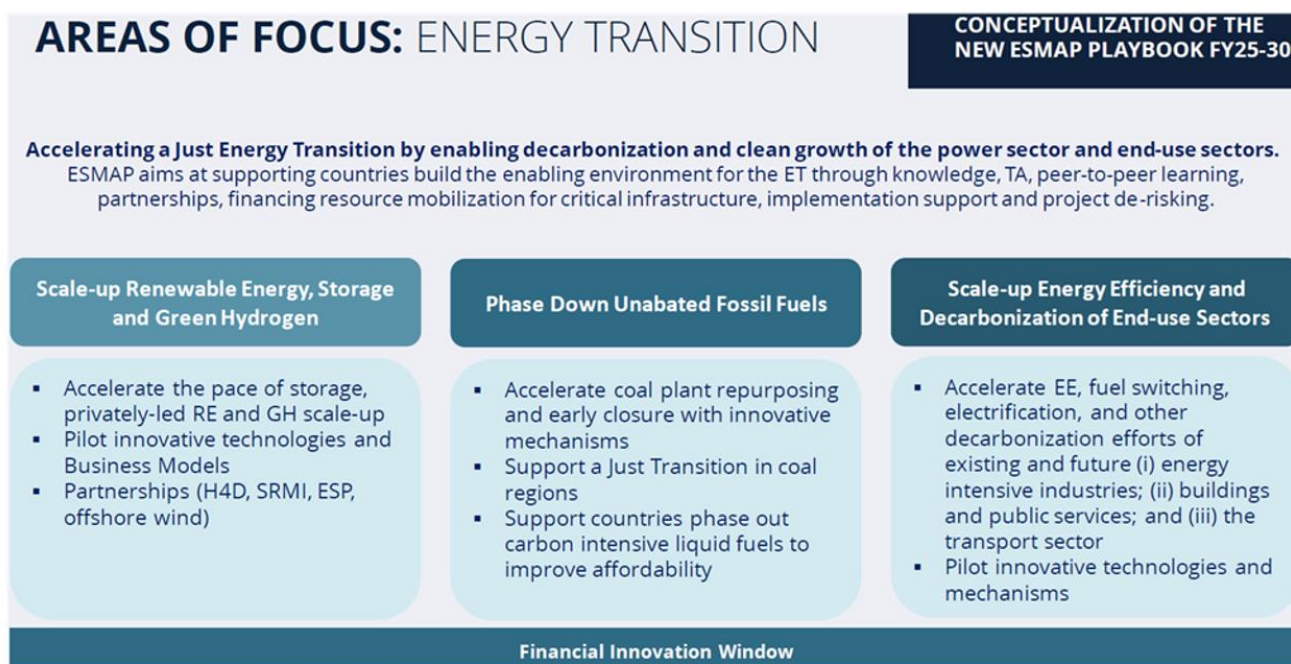 AREAS OF FOCUS: ENERGY TRANSITION
CONCEPTUALIZATION OF THE
NEW ESMAP PLAYBOOK FY25-30
Accelerating a Just Energy Transition by enabling decarbonization and clean growth of the power sector and end-use sectors.
ESMAP aims at supporting countries build the enabling environment for the ET through knowledge, TA, peer-to-peer learning,
partnerships, financing resource mobilization for critical infrastructure, implementation support and project de-risking.
Scale-up Renewable Energy, Storage
and Green Hydrogen
▪ Accelerate the pace of storage,
privately-led RE and GH scale-up
▪ Pilot innovative technologies and
Business Models
▪ Partnerships (H4D, SRMI, ESP,
offshore wind)
Phase Down Unabated Fossil Fuels
▪ Accelerate coal plant repurposing
and early closure with innovative
mechanisms
▪ Support a Just Transition in coal
regions
▪ Support countries phase out
carbon intensive liquid fuels to
improve affordability
Scale-up Energy Efficiency and
Decarbonization of End-use Sectors
▪ Accelerate EE, fuel switching,
electrification, and other
decarbonization efforts of
existing and future (i) energy
intensive industries; (ii) buildings
and public services; and (iii) the
transport sector
▪ Pilot innovative technologies and
mechanisms
Financial Innovation Window